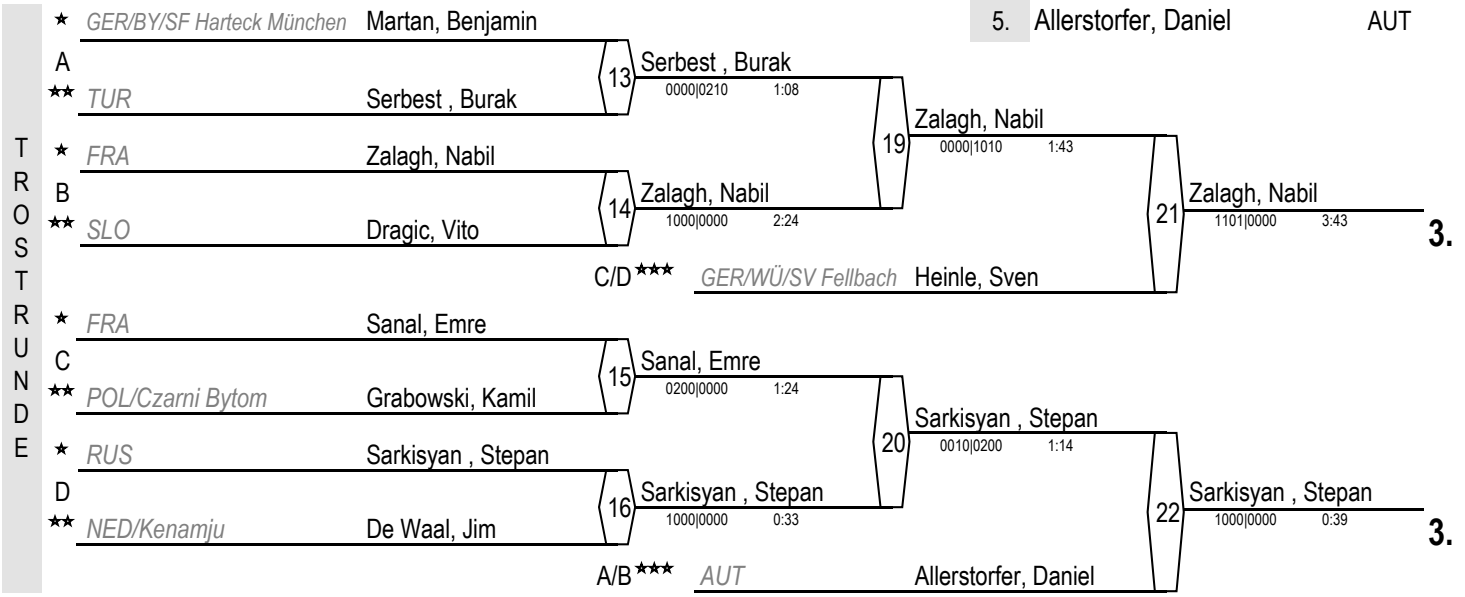 ★ GER/BY/SF Harteck München Martan, Benjamin
5. Allerstorfer, Daniel AUT
A
13 Serbest , Burak
0000|0210 1:08
★★ TUR Serbest , Burak
19 Zalagh, Nabil
0000|1010 1:43
★ FRA Zalagh, Nabil
B
14 Zalagh, Nabil
1000|0000 2:24
21 Zalagh, Nabil
1101|0000 3:43
3.
★★ SLO Dragic, Vito
C/D ★★★ GER/WÜ/SV Fellbach Heinle, Sven
TROSTRUNDE
★ FRA Sanal, Emre
C
15 Sanal, Emre
0200|0000 1:24
★★ POL/Czarni Bytom Grabowski, Kamil
20 Sarkisyan , Stepan
0010|0200 1:14
★ RUS Sarkisyan , Stepan
D
16 Sarkisyan , Stepan
1000|0000 0:33
22 Sarkisyan , Stepan
1000|0000 0:39
3.
★★ NED/Kenamju De Waal, Jim
A/B ★★★ AUT Allerstorfer, Daniel